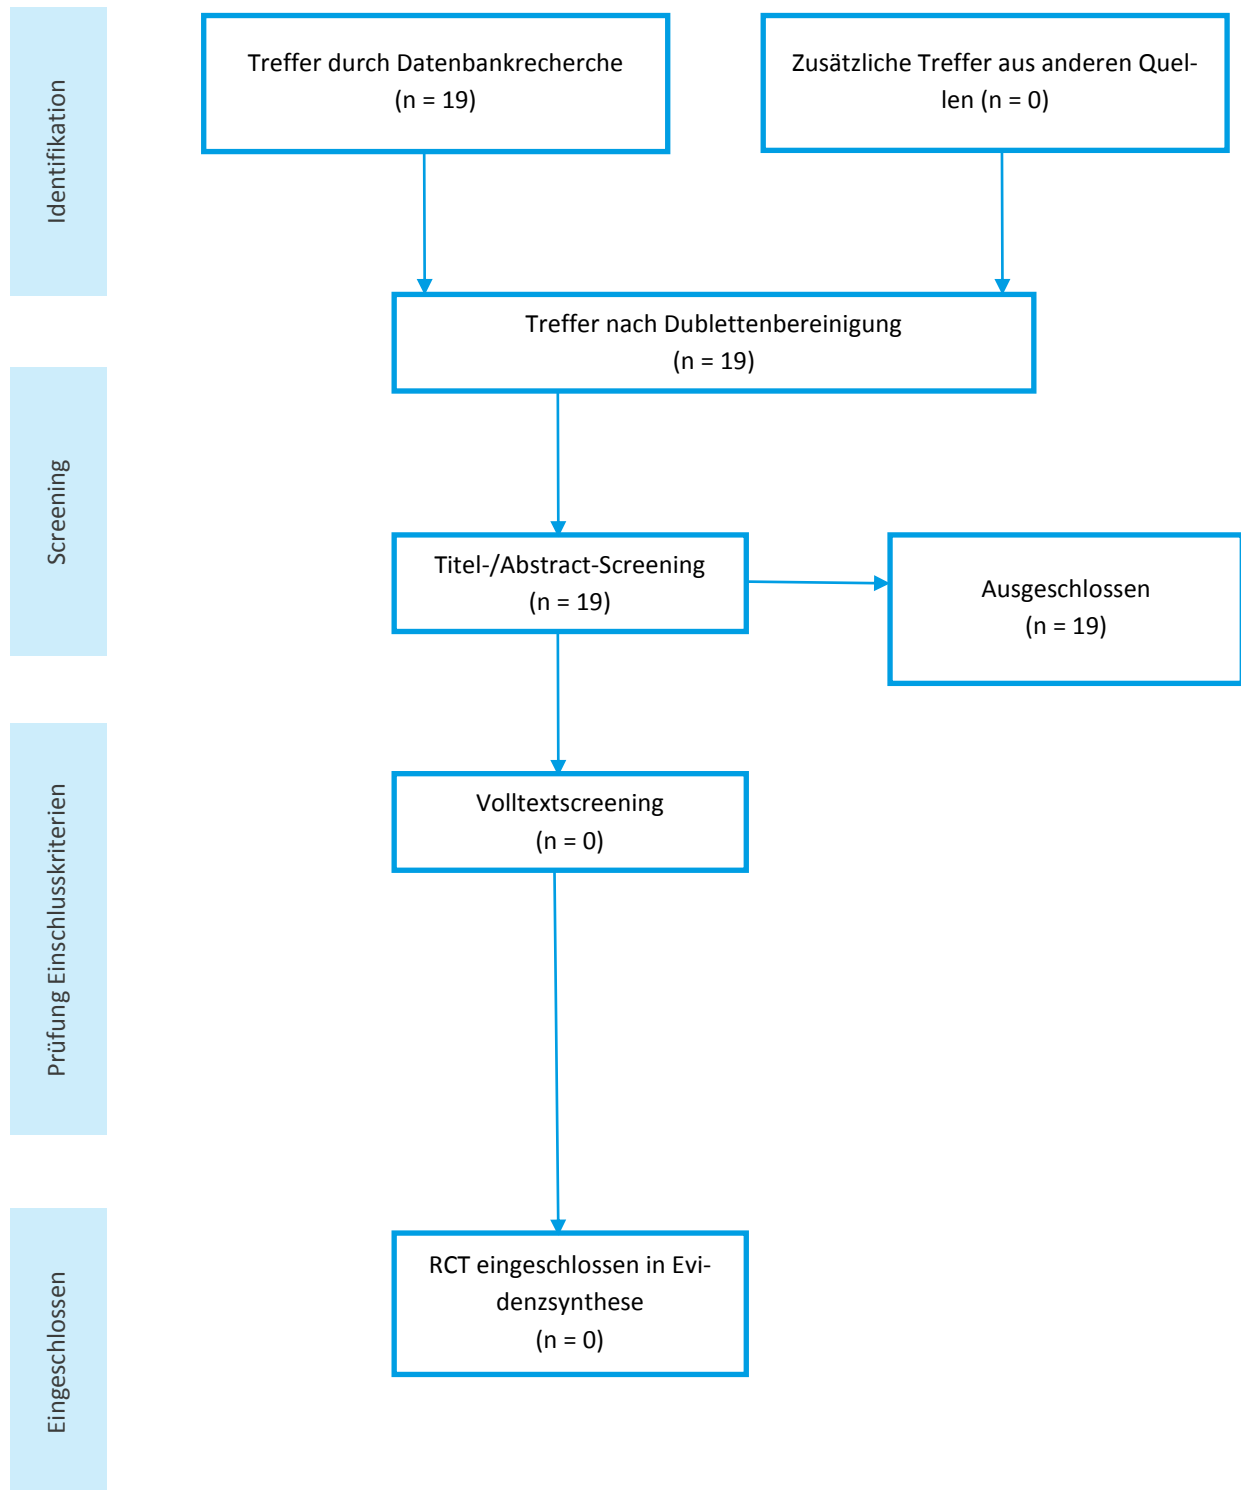 Identifikation
Treffer durch Datenbankrecherche
(n = 19)
Zusätzliche Treffer aus anderen Quel-
len (n = 0)
Treffer nach Dublettenbereinigung
(n = 19)
Screening
Titel-/Abstract-Screening
(n = 19)
Ausgeschlossen
(n = 19)
Prüfung Einschlusskriterien
Volltextscreening
(n = 0)
Eingeschlossen
RCT eingeschlossen in Evi-
denzsynthese
(n = 0)